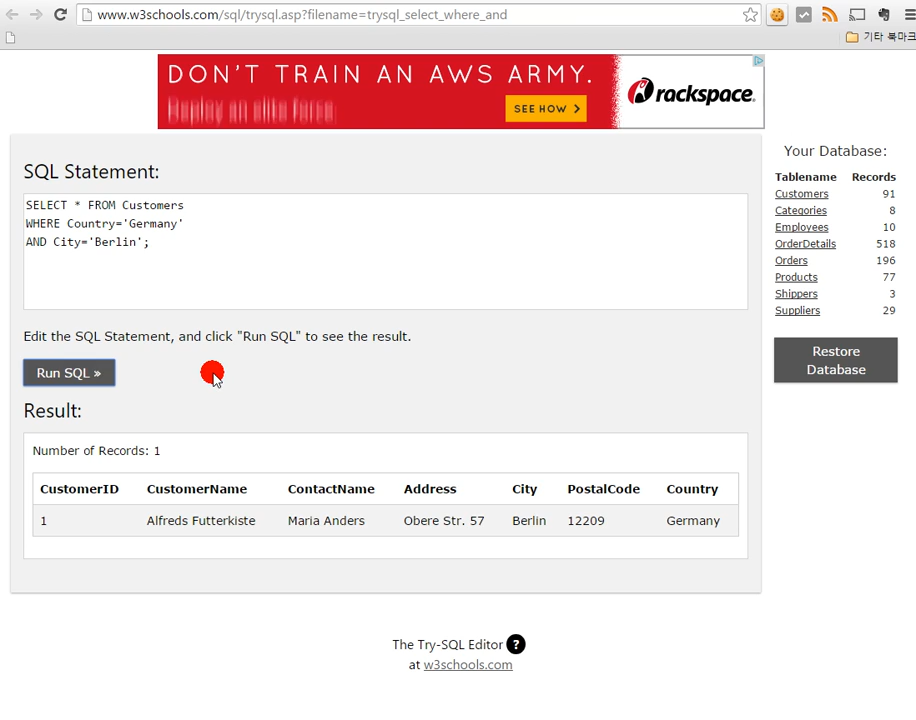 www.w3schools.com/sql/trysql.asp?filename=trysql_select_where_and
기타 북마크
DON'T TRAIN AN AWS ARMY.
SEE HOW >
rackspace.
SQL Statement:
SELECT * FROM Customers
WHERE Country='Germany'
AND City='Berlin';
Edit the SQL Statement, and click "Run SQL" to see the result.
Run SQL »
Result:
Number of Records: 1
CustomerID CustomerName ContactName Address City PostalCode Country
1 Alfreds Futterkiste Maria Anders Obere Str. 57 Berlin 12209 Germany
Your Database:
Tablename Records
Customers 91
Categories 8
Employees 10
OrderDetails 518
Orders 196
Products 77
Shippers 3
Suppliers 29
Restore
Database
The Try-SQL Editor ?
at w3schools.com